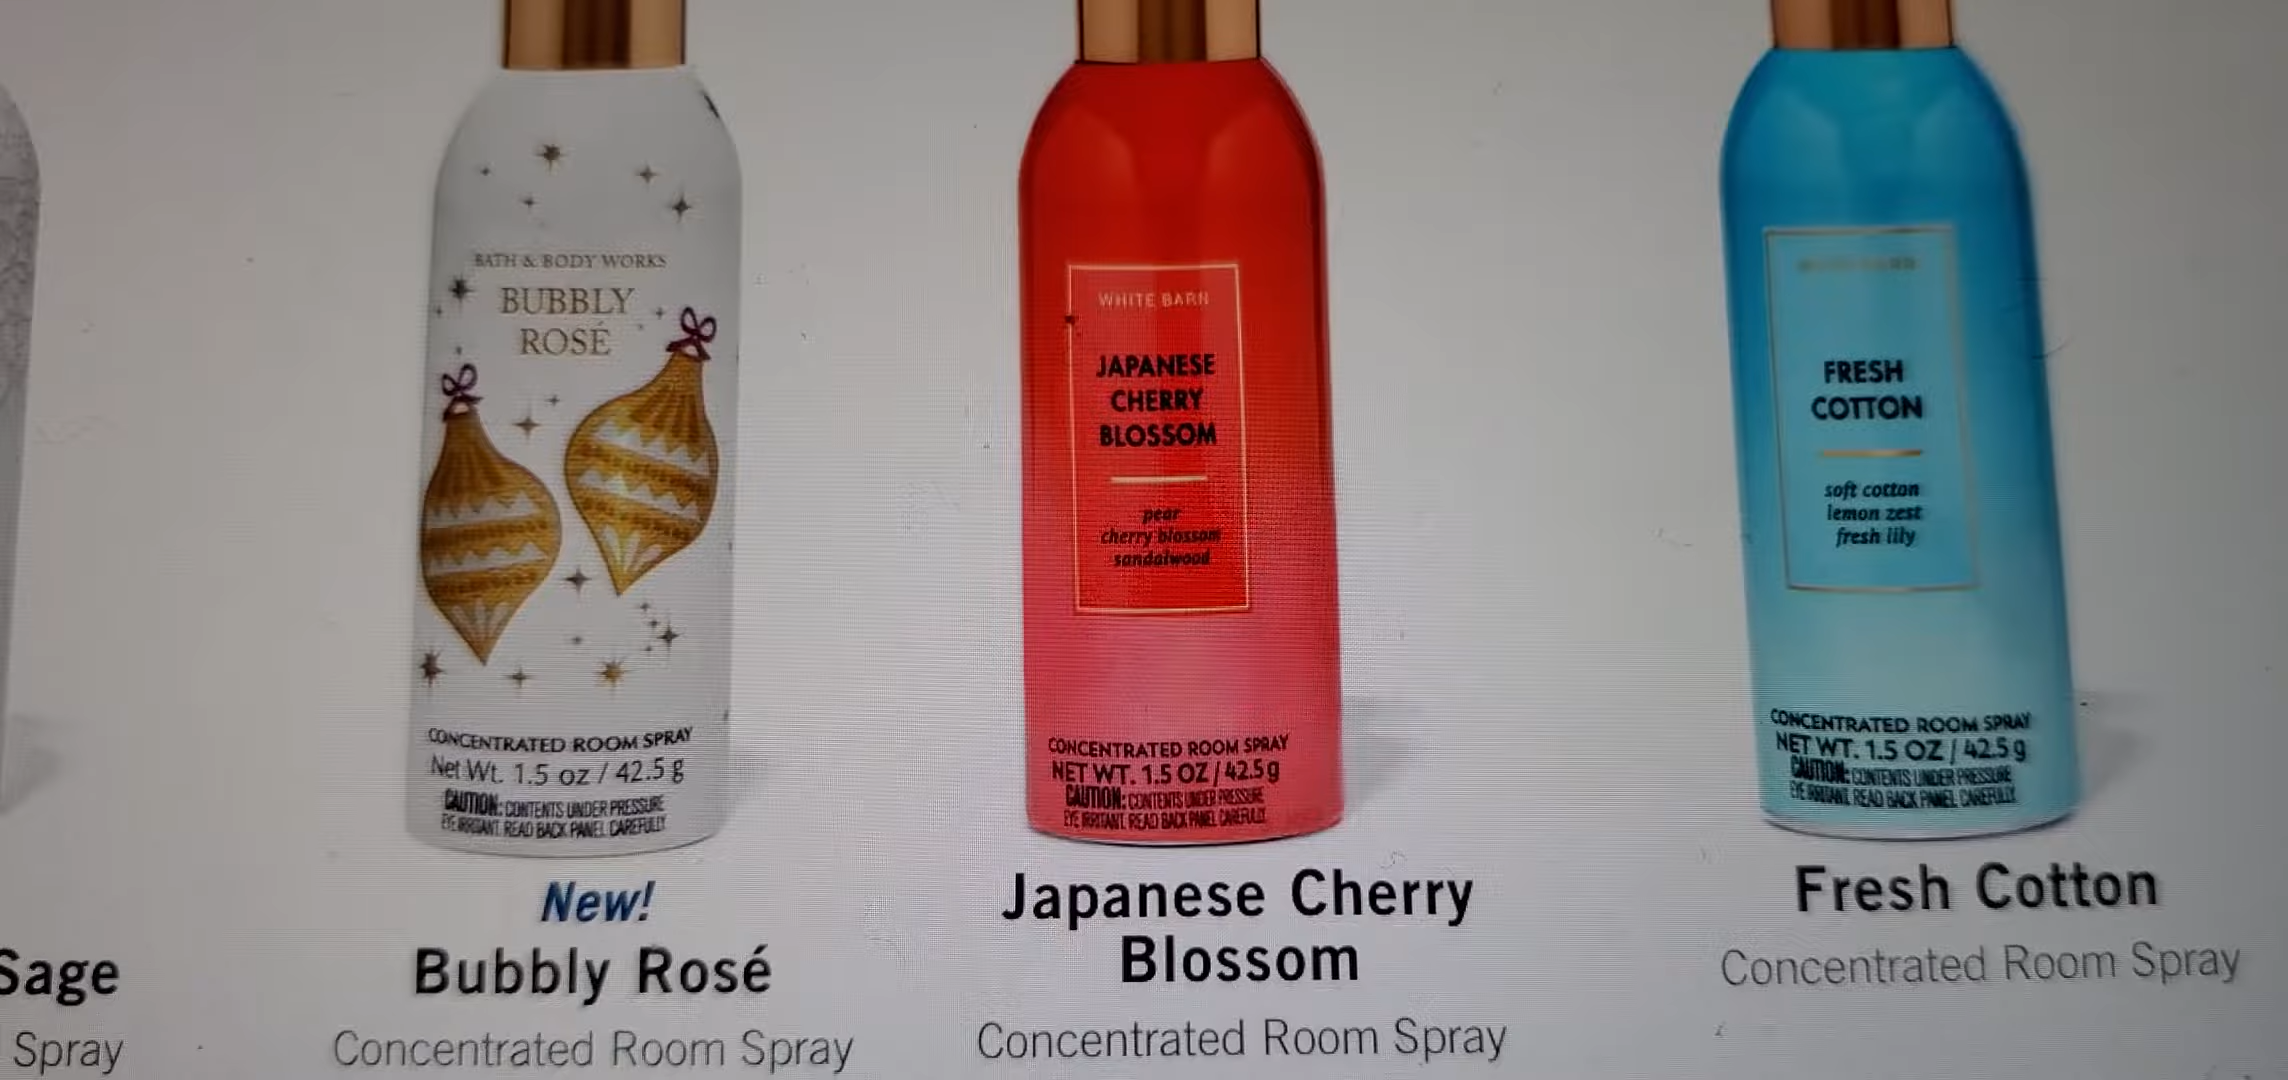 BATH & BODY WORKS
BUBBLY
ROSÉ
CONCENTRATED ROOM SPRAY
Net Wt. 1.5 oz / 42.5 g
CAUTION: CONTENTS UNDER PRESSURE
EYE IRRITANT. READ BACK PANEL CAREFULLY.
WHITE BARN
JAPANESE
CHERRY
BLOSSOM
pear
cherry blossom
sandalwood
CONCENTRATED ROOM SPRAY
NET WT. 1.5 OZ / 42.5 g
CAUTION: CONTENTS UNDER PRESSURE
EYE IRRITANT. READ BACK PANEL CAREFULLY.
WHITE BARN
FRESH
COTTON
soft cotton
lemon zest
fresh lily
CONCENTRATED ROOM SPRAY
NET WT. 1.5 OZ / 42.5 g
CAUTION: CONTENTS UNDER PRESSURE
EYE IRRITANT. READ BACK PANEL CAREFULLY.
Sage
Spray
New!
Bubbly Rosé
Concentrated Room Spray
Japanese Cherry
Blossom
Concentrated Room Spray
Fresh Cotton
Concentrated Room Spray